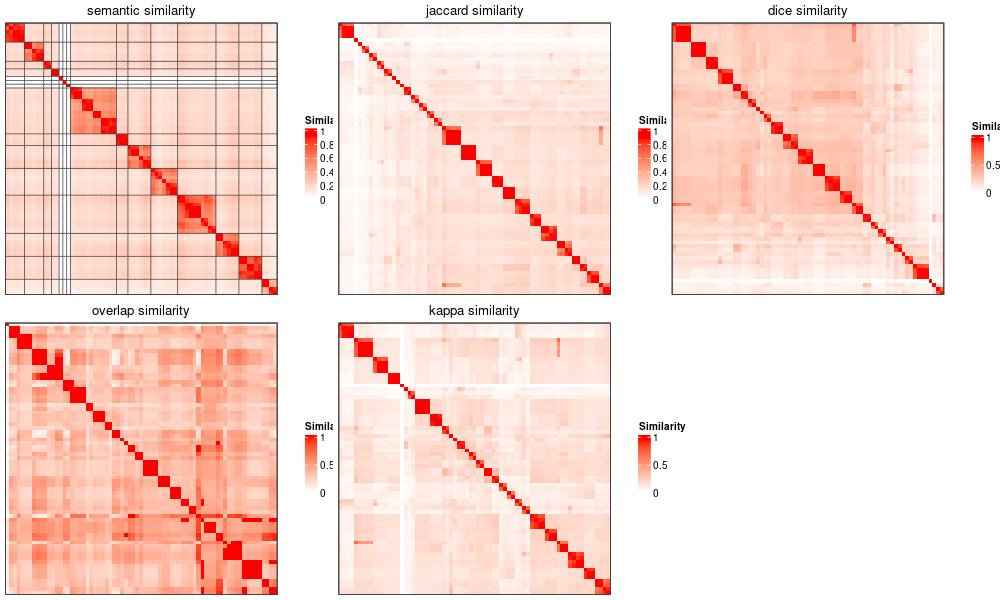 semantic similarity
jaccard similarity
dice similarity
Simila
1
0.8
0.6
0.4
0.2
0
Simila
1
0.8
0.6
0.4
0.2
0
Simila
1
0.5
0
overlap similarity
kappa similarity
Simila
1
0.5
0
Similarity
1
0.5
0